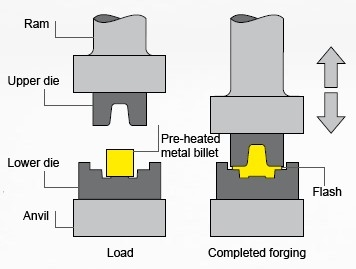 Ram
Upper die
Pre-heated
metal billet
Lower die
Flash
Anvil
Load
Completed forging